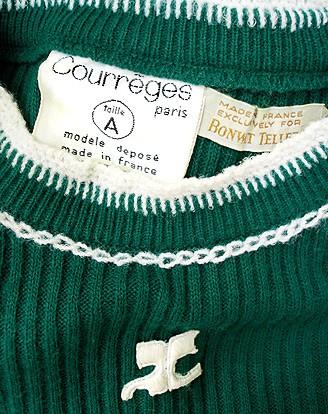 Courrèges
paris
taille
A
modele deposé
made in france
MADE IN FRANCE
EXCLUSIVELY FOR
BONWIT TELLER